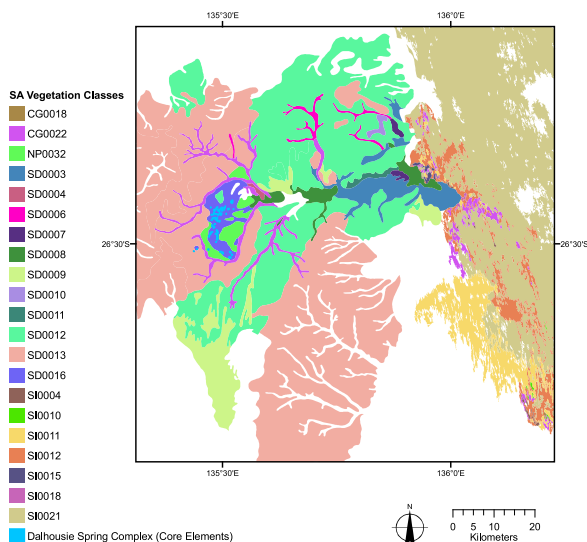 135°30'E
136°0'E
SA Vegetation Classes
CG0018
CG0022
NP0032
SD0003
SD0004
SD0006
SD0007
SD0008
SD0009
SD0010
SD0011
SD0012
SD0013
SD0016
SI0004
SI0010
SI0011
SI0012
SI0015
SI0018
SI0021
Dalhousie Spring Complex (Core Elements)
26°30'S
26°30'S
135°30'E
136°0'E
N
0 5 10 20
Kilometers